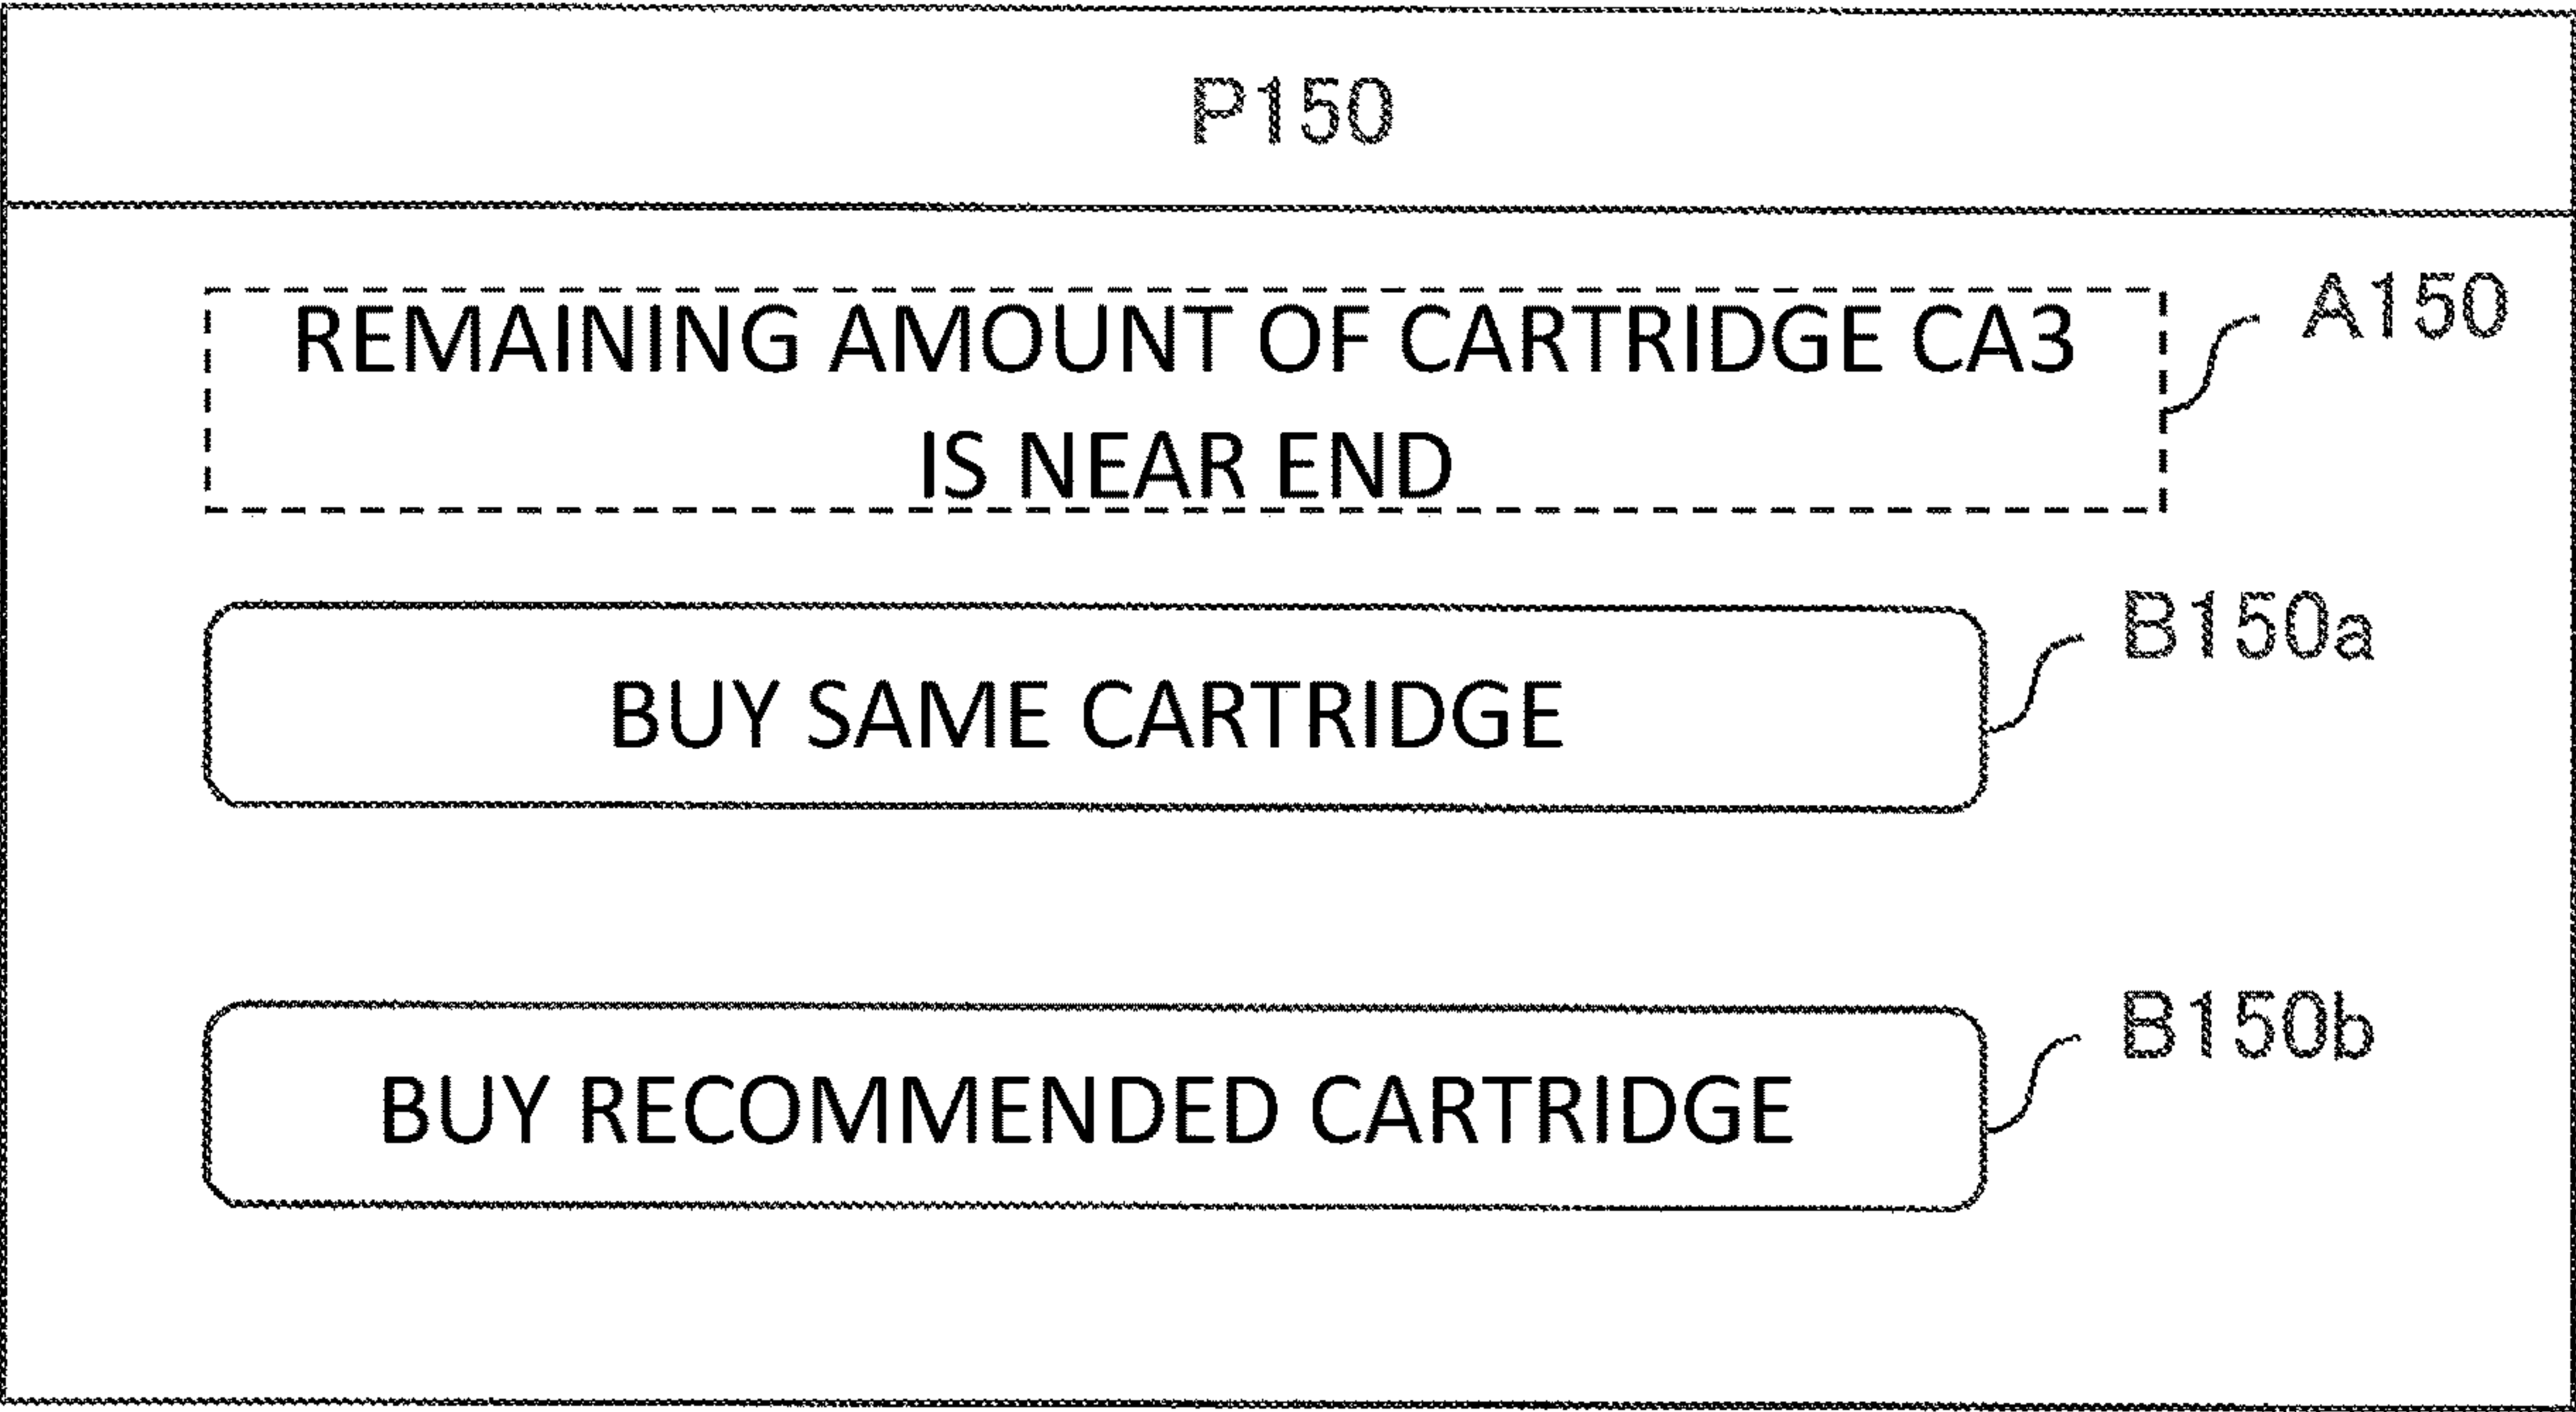 P150
REMAINING AMOUNT OF CARTRIDGE CA3
IS NEAR END
A150
BUY SAME CARTRIDGE
B150a
BUY RECOMMENDED CARTRIDGE
B150b